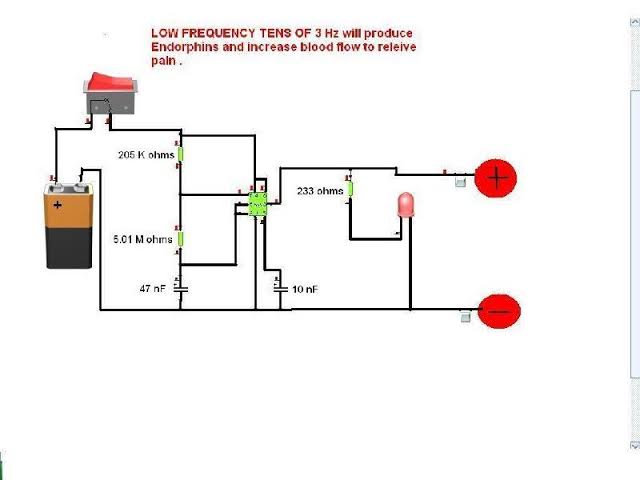 LOW FREQUENCY TENS OF 3 Hz will produce
Endorphins and increase blood flow to releive
pain .
205 K ohms
233 ohms
+
+
5.01 M ohms
47 nF
10 nF
−